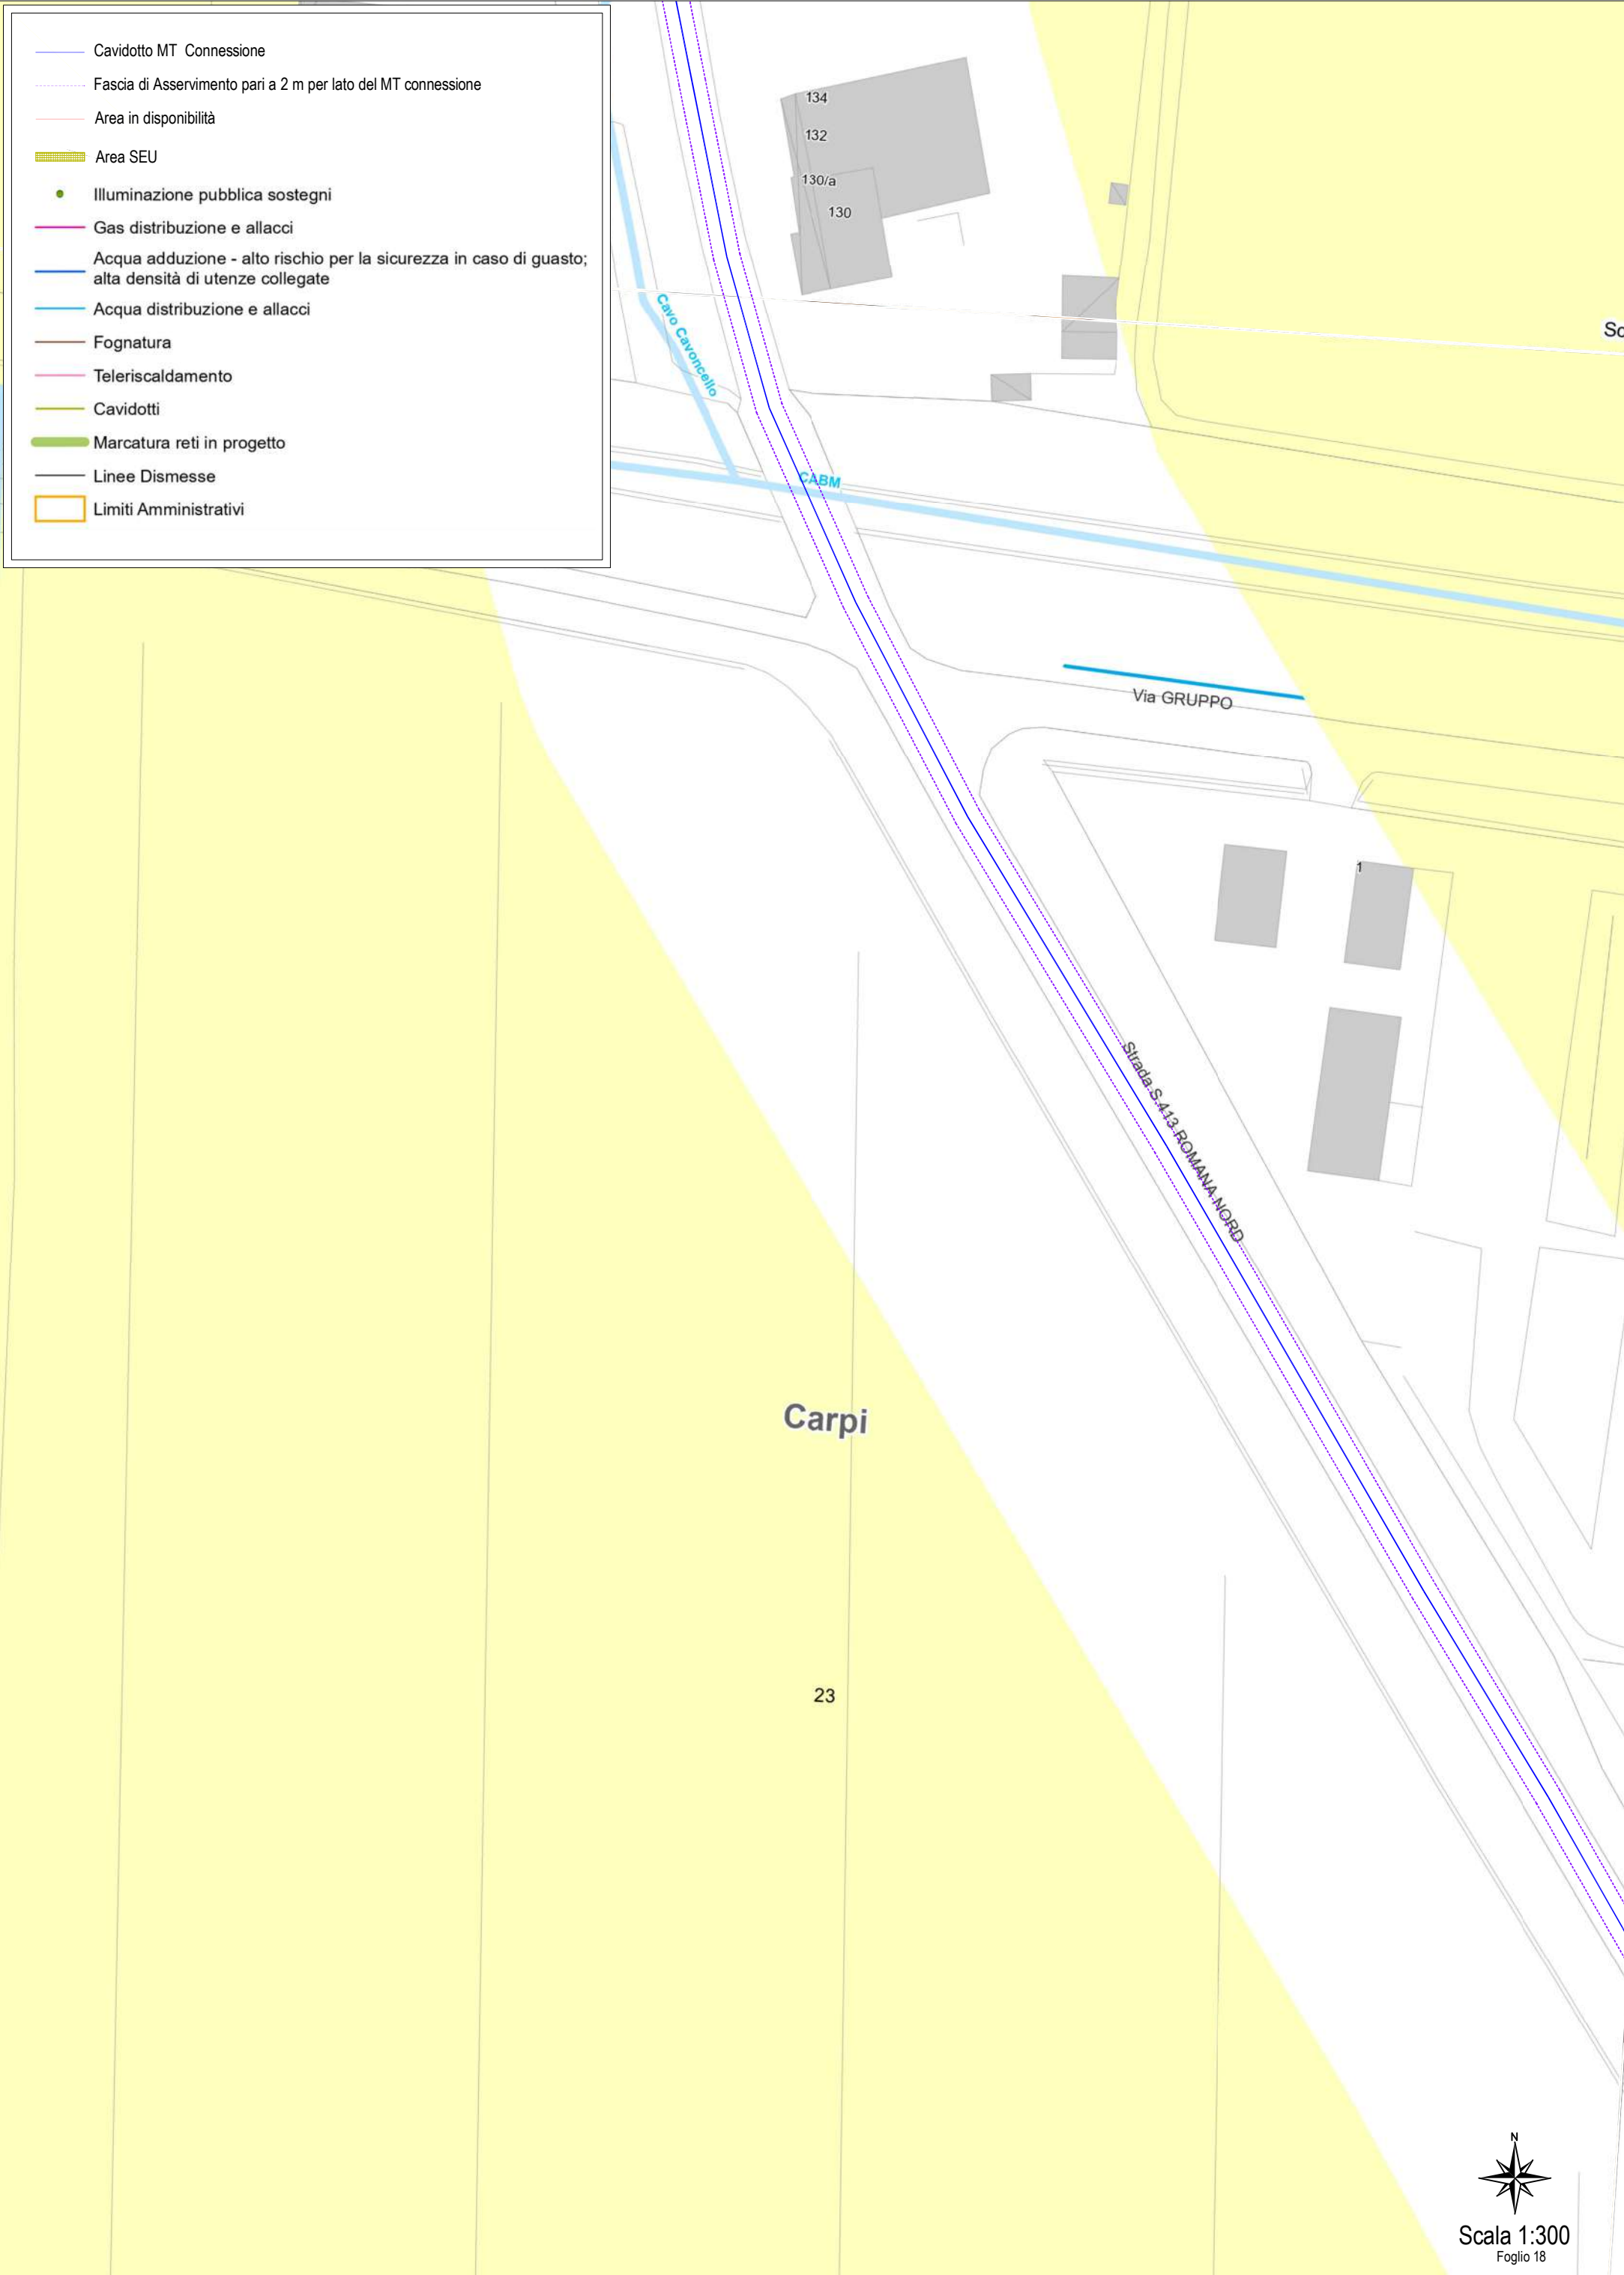 Cavidotto MT Connessione
Fascia di Asservimento pari a 2 m per lato del MT connessione
Area in disponibilità
Area SEU
Illuminazione pubblica sostegni
Gas distribuzione e allacci
Acqua adduzione - alto rischio per la sicurezza in caso di guasto;
alta densità di utenze collegate
Acqua distribuzione e allacci
Fognatura
Teleriscaldamento
Cavidotti
Marcatura reti in progetto
Linee Dismesse
Limiti Amministrativi
134
132
130/a
130
Cavo Cavoncello
Sc
CABM
Via GRUPPO
1
Strada S.413 ROMANA NORD
Carpi
23
N
Scala 1:300
Foglio 18